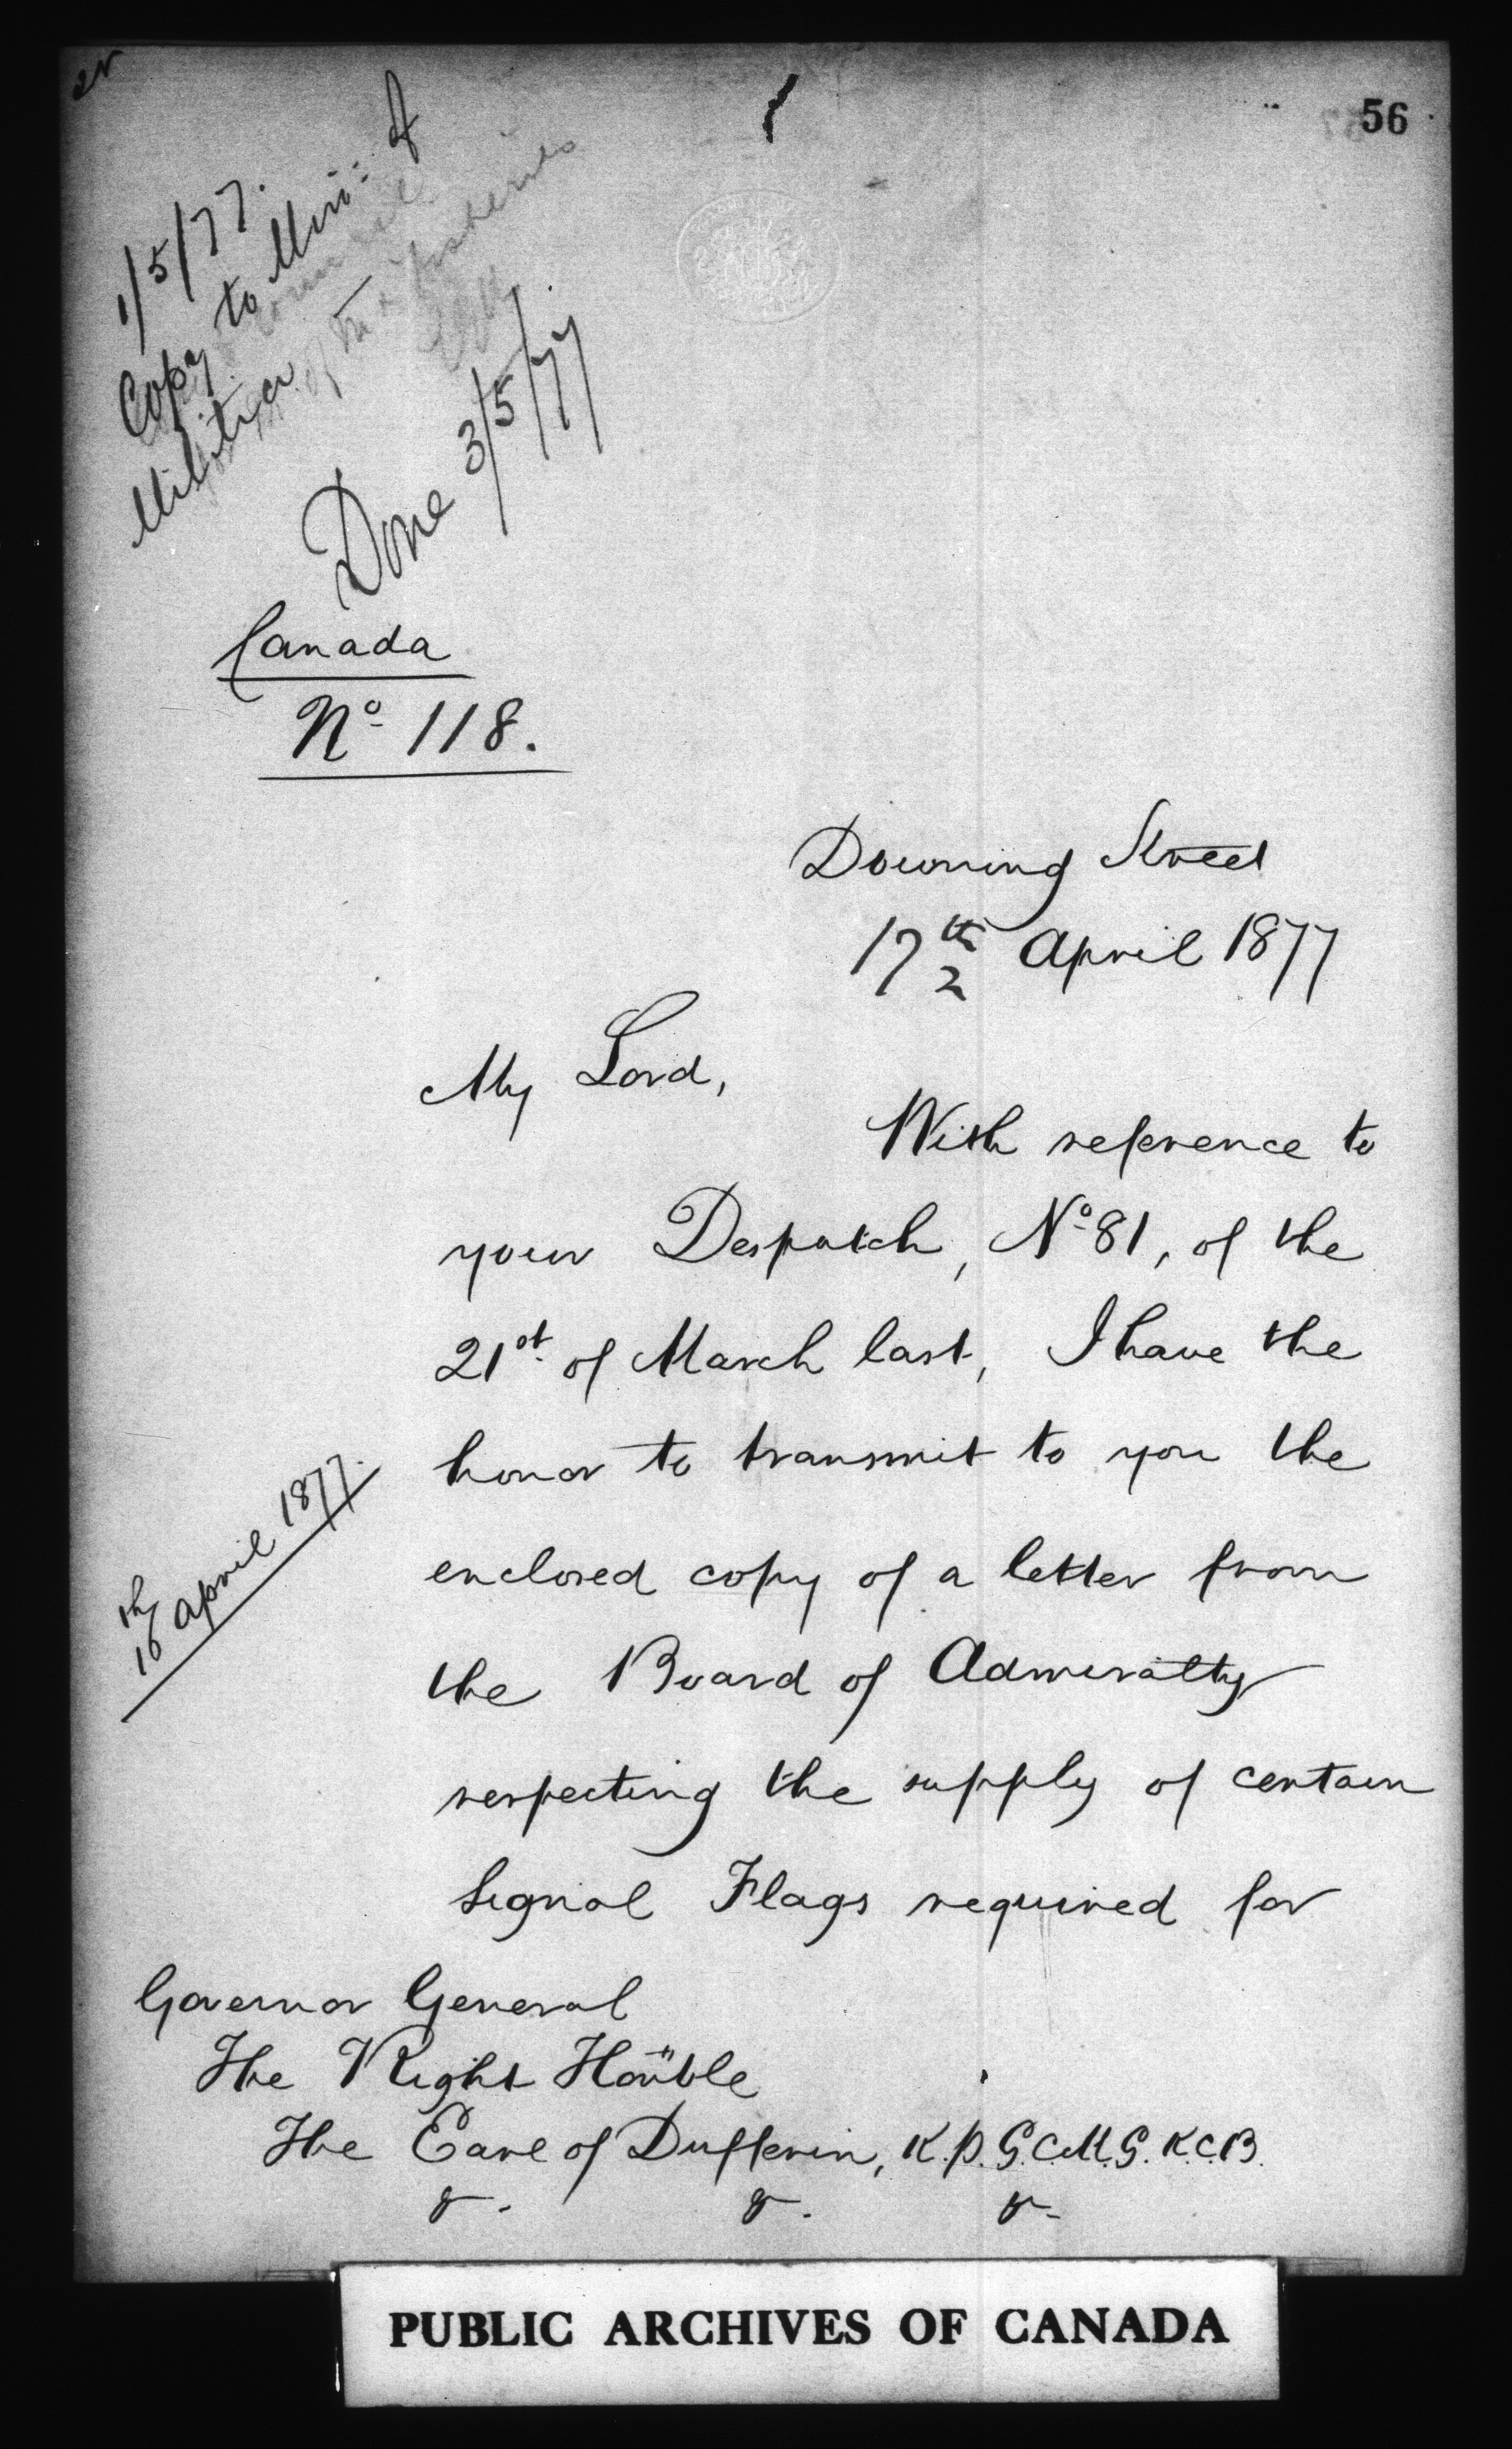 56
1/5/77.
Copy to Min: of
Militia
Done 3/5/77
Canada
No 118.
Downing Street
17th April 1877
2
My Lord,
With reference to
your Despatch, No 81, of the
21st of March last, I have the
honor to transmit to you the
16th April 1877.
enclosed copy of a letter from
the Board of Admiralty
respecting the supply of certain
Signal Flags required for
Governor General
The Right Honble
The Earl of Dufferin, K.P. G.C.M.G. K.C.B.
&. &. &.
PUBLIC ARCHIVES OF CANADA